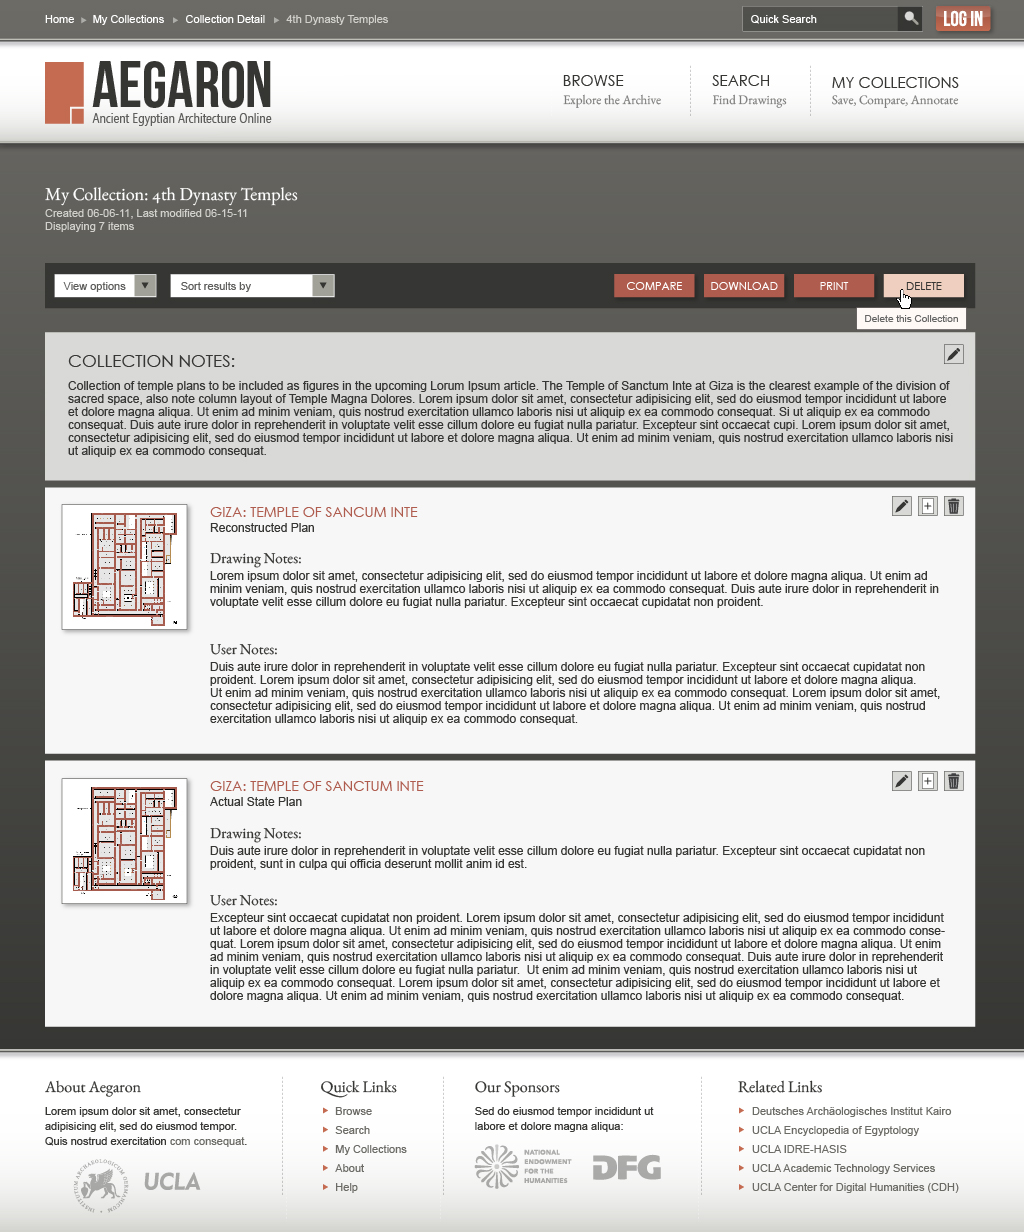 Home My Collections Collection Detail 4th Dynasty Temples
Quick Search
LOG IN
AEGARON
Ancient Egyptian Architecture Online
BROWSE
Explore the Archive
SEARCH
Find Drawings
MY COLLECTIONS
Save, Compare, Annotate
My Collection: 4th Dynasty Temples
Created 06-06-11, Last modified 06-15-11
Displaying 7 items
View options
Sort results by
COMPARE
DOWNLOAD
PRINT
DELETE
Delete this Collection
COLLECTION NOTES:
Collection of temple plans to be included as figures in the upcoming Lorum Ipsum article. The Temple of Sanctum Inte at Giza is the clearest example of the division of
sacred space, also note column layout of Temple Magna Dolores. Lorem ipsum dolor sit amet, consectetur adipisicing elit, sed do eiusmod tempor incididunt ut labore
et dolore magna aliqua. Ut enim ad minim veniam, quis nostrud exercitation ullamco laboris nisi ut aliquip ex ea commodo consequat. Si ut aliquip ex ea commodo
consequat. Duis aute irure dolor in reprehenderit in voluptate velit esse cillum dolore eu fugiat nulla pariatur. Excepteur sint occaecat cupi. Lorem ipsum dolor sit amet,
consectetur adipisicing elit, sed do eiusmod tempor incididunt ut labore et dolore magna aliqua. Ut enim ad minim veniam, quis nostrud exercitation ullamco laboris nisi
ut aliquip ex ea commodo consequat.
GIZA: TEMPLE OF SANCUM INTE
Reconstructed Plan
Drawing Notes:
Lorem ipsum dolor sit amet, consectetur adipisicing elit, sed do eiusmod tempor incididunt ut labore et dolore magna aliqua. Ut enim ad
minim veniam, quis nostrud exercitation ullamco laboris nisi ut aliquip ex ea commodo consequat. Duis aute irure dolor in reprehenderit in
voluptate velit esse cillum dolore eu fugiat nulla pariatur. Excepteur sint occaecat cupidatat non proident.
User Notes:
Duis aute irure dolor in reprehenderit in voluptate velit esse cillum dolore eu fugiat nulla pariatur. Excepteur sint occaecat cupidatat non
proident. Lorem ipsum dolor sit amet, consectetur adipisicing elit, sed do eiusmod tempor incididunt ut labore et dolore magna aliqua.
Ut enim ad minim veniam, quis nostrud exercitation ullamco laboris nisi ut aliquip ex ea commodo consequat. Lorem ipsum dolor sit amet,
consectetur adipisicing elit, sed do eiusmod tempor incididunt ut labore et dolore magna aliqua. Ut enim ad minim veniam, quis nostrud
exercitation ullamco laboris nisi ut aliquip ex ea commodo consequat.
GIZA: TEMPLE OF SANCTUM INTE
Actual State Plan
Drawing Notes:
Duis aute irure dolor in reprehenderit in voluptate velit esse cillum dolore eu fugiat nulla pariatur. Excepteur sint occaecat cupidatat non
proident, sunt in culpa qui officia deserunt mollit anim id est.
User Notes:
Excepteur sint occaecat cupidatat non proident. Lorem ipsum dolor sit amet, consectetur adipisicing elit, sed do eiusmod tempor incididunt
ut labore et dolore magna aliqua. Ut enim ad minim veniam, quis nostrud exercitation ullamco laboris nisi ut aliquip ex ea commodo conse-
quat. Lorem ipsum dolor sit amet, consectetur adipisicing elit, sed do eiusmod tempor incididunt ut labore et dolore magna aliqua. Ut enim
ad minim veniam, quis nostrud exercitation ullamco laboris nisi ut aliquip ex ea commodo consequat. Duis aute irure dolor in reprehenderit
in voluptate velit esse cillum dolore eu fugiat nulla pariatur. Ut enim ad minim veniam, quis nostrud exercitation ullamco laboris nisi ut
aliquip ex ea commodo consequat. Lorem ipsum dolor sit amet, consectetur adipisicing elit, sed do eiusmod tempor incididunt ut labore et
dolore magna aliqua. Ut enim ad minim veniam, quis nostrud exercitation ullamco laboris nisi ut aliquip ex ea commodo consequat.
About Aegaron
Lorem ipsum dolor sit amet, consectetur
adipisicing elit, sed do eiusmod tempor.
Quis nostrud exercitation com consequat.
UCLA
Quick Links
Browse
Search
My Collections
About
Help
Our Sponsors
Sed do eiusmod tempor incididunt ut
labore et dolore magna aliqua:
NATIONAL
ENDOWMENT
FOR THE
HUMANITIES
DFG
Related Links
Deutsches Archäologisches Institut Kairo
UCLA Encyclopedia of Egyptology
UCLA IDRE-HASIS
UCLA Academic Technology Services
UCLA Center for Digital Humanities (CDH)